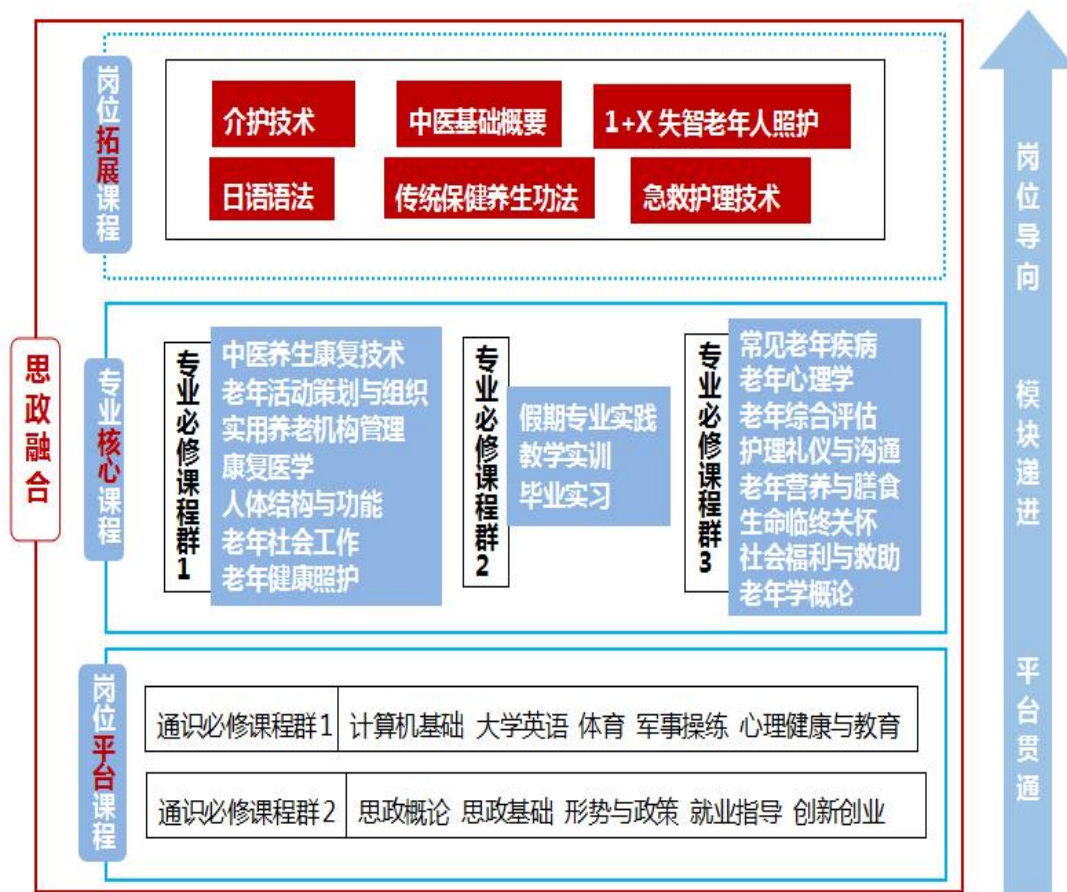 思政融合
岗位拓展课程
介护技术
中医基础概要
1+X 失智老年人照护
日语语法
传统保健养生功法
急救护理技术
专业核心课程
专业必修课程群1
中医养生康复技术
老年活动策划与组织
实用养老机构管理
康复医学
人体结构与功能
老年社会工作
老年健康照护
专业必修课程群2
假期专业实践
教学实训
毕业实习
专业必修课程群3
常见老年疾病
老年心理学
老年综合评估
护理礼仪与沟通
老年营养与膳食
生命临终关怀
社会福利与救助
老年学概论
岗位平台课程
通识必修课程群1 计算机基础 大学英语 体育 军事操练 心理健康与教育
通识必修课程群2 思政概论 思政基础 形势与政策 就业指导 创新创业
岗位导向
模块递进
平台贯通